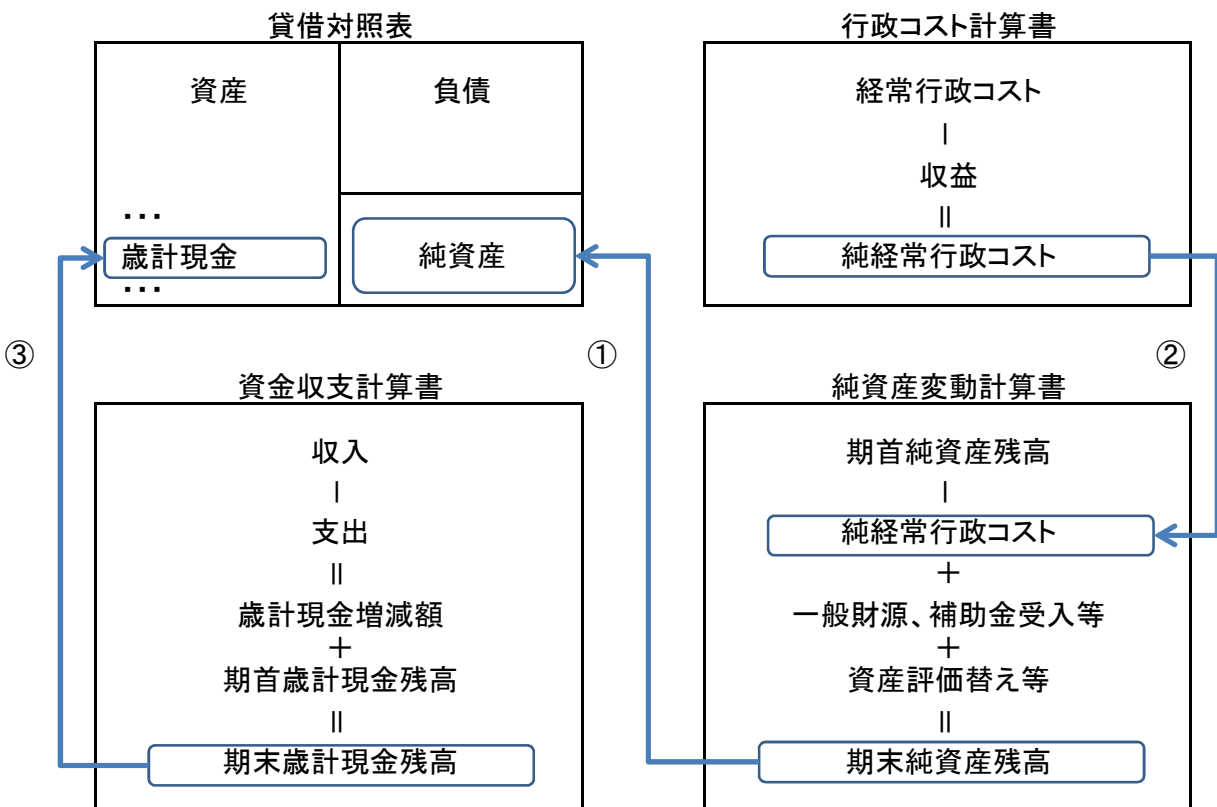 貸借対照表
資産
負債
・・・
歳計現金
・・・
純資産
行政コスト計算書
経常行政コスト
－
収益
＝
純経常行政コスト
③
①
②
資金収支計算書
収入
－
支出
＝
歳計現金増減額
＋
期首歳計現金残高
＝
期末歳計現金残高
純資産変動計算書
期首純資産残高
－
純経常行政コスト
＋
一般財源、補助金受入等
＋
資産評価替え等
＝
期末純資産残高